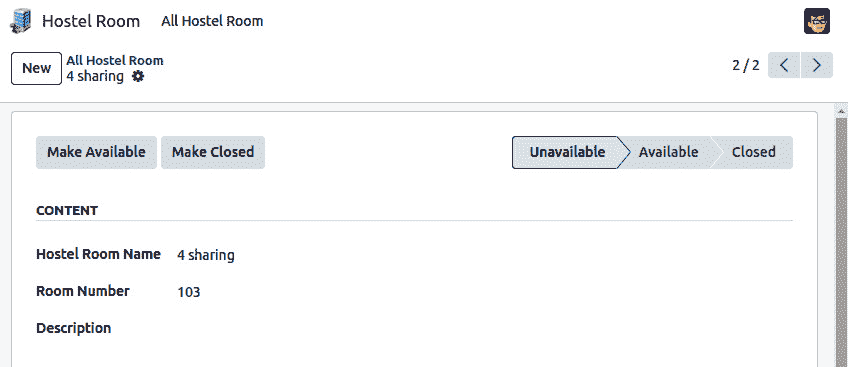 Hostel Room All Hostel Room
New All Hostel Room
4 sharing
2 / 2
Make Available Make Closed Unavailable Available Closed
CONTENT
Hostel Room Name 4 sharing
Room Number 103
Description